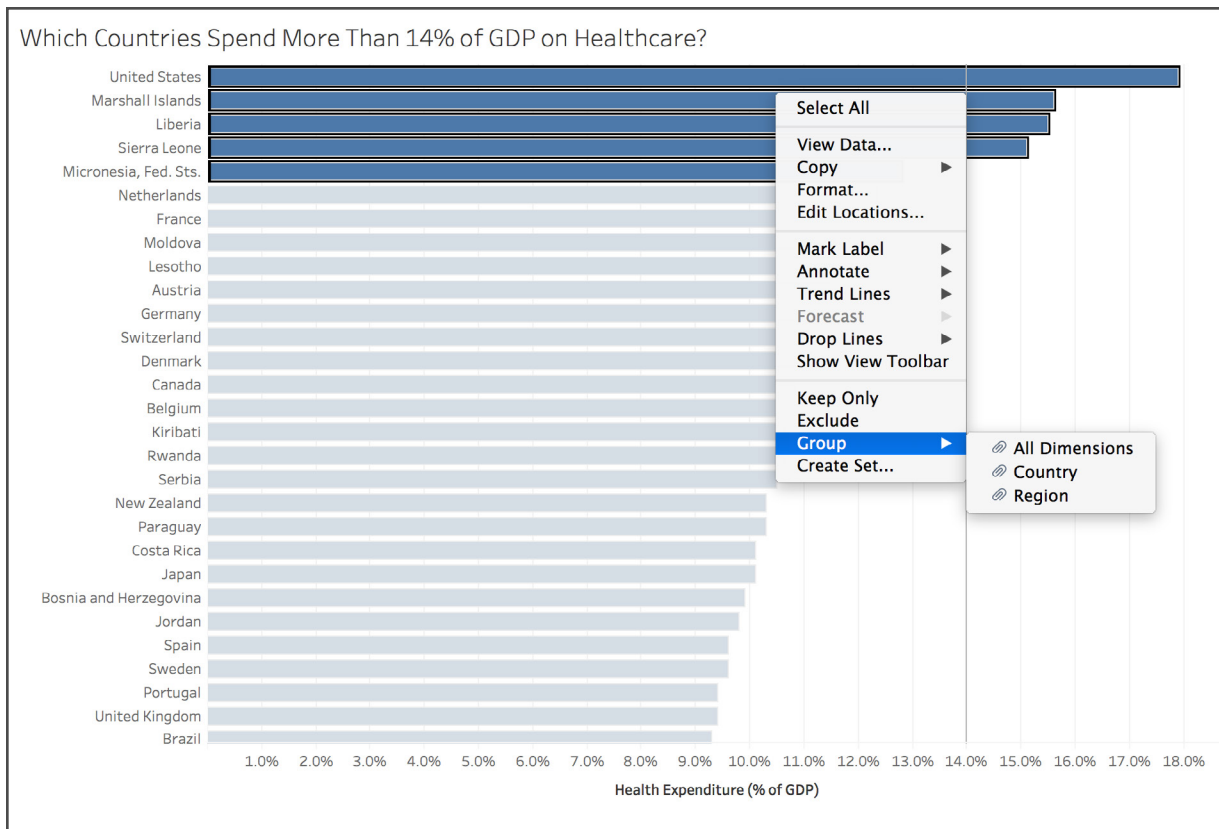 Which Countries Spend More Than 14% of GDP on Healthcare?
United States
Marshall Islands
Liberia
Sierra Leone
Micronesia, Fed. Sts.
Netherlands
France
Moldova
Lesotho
Austria
Germany
Switzerland
Denmark
Canada
Belgium
Kiribati
Rwanda
Serbia
New Zealand
Paraguay
Costa Rica
Japan
Bosnia and Herzegovina
Jordan
Spain
Sweden
Portugal
United Kingdom
Brazil
Select All
View Data...
Copy
Format...
Edit Locations...
Mark Label
Annotate
Trend Lines
Forecast
Drop Lines
Show View Toolbar
Keep Only
Exclude
Group
Create Set...
All Dimensions
Country
Region
1.0% 2.0% 3.0% 4.0% 5.0% 6.0% 7.0% 8.0% 9.0% 10.0% 11.0% 12.0% 13.0% 14.0% 15.0% 16.0% 17.0% 18.0%
Health Expenditure (% of GDP)